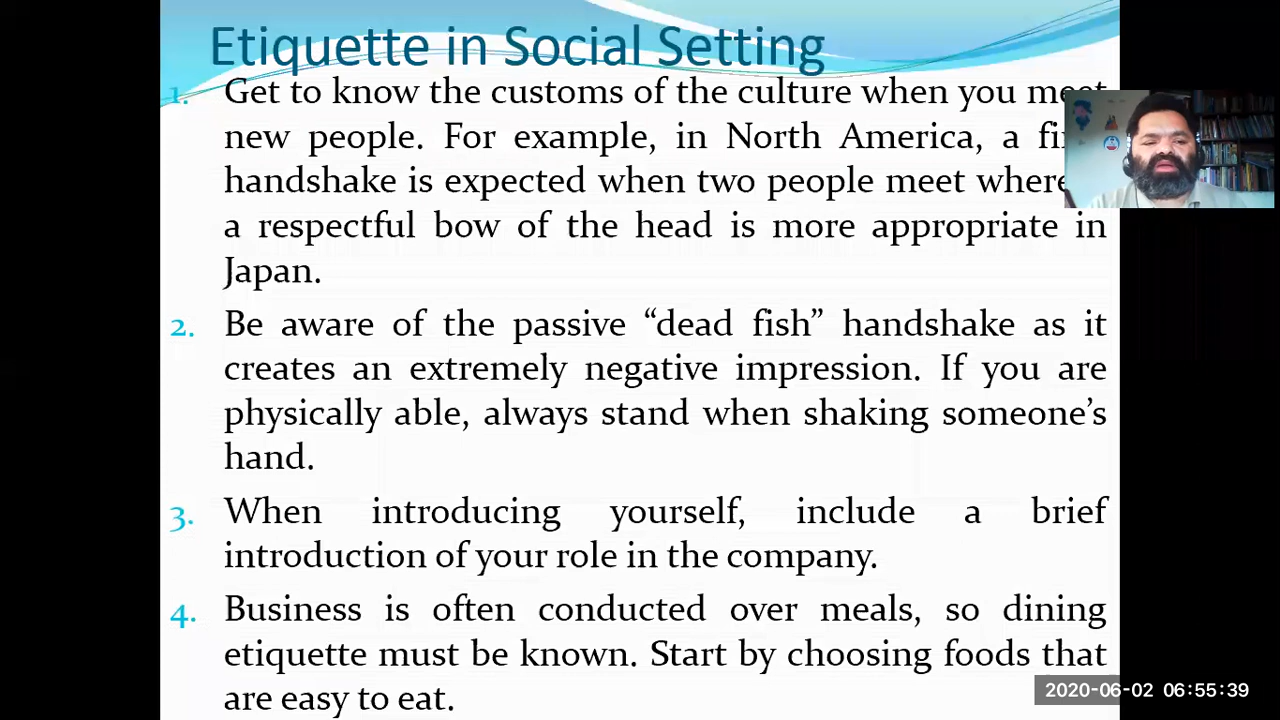 Etiquette in Social Setting
1. Get to know the customs of the culture when you meet
new people. For example, in North America, a
handshake is expected when two people meet
a respectful bow of the head is more appropriate in
Japan.
2. Be aware of the passive “dead fish” handshake as it
creates an extremely negative impression. If you are
physically able, always stand when shaking someone’s
hand.
3. When introducing yourself, include a brief
introduction of your role in the company.
4. Business is often conducted over meals, so dining
etiquette must be known. Start by choosing foods that
are easy to eat.
2020-06-02 06:55:39